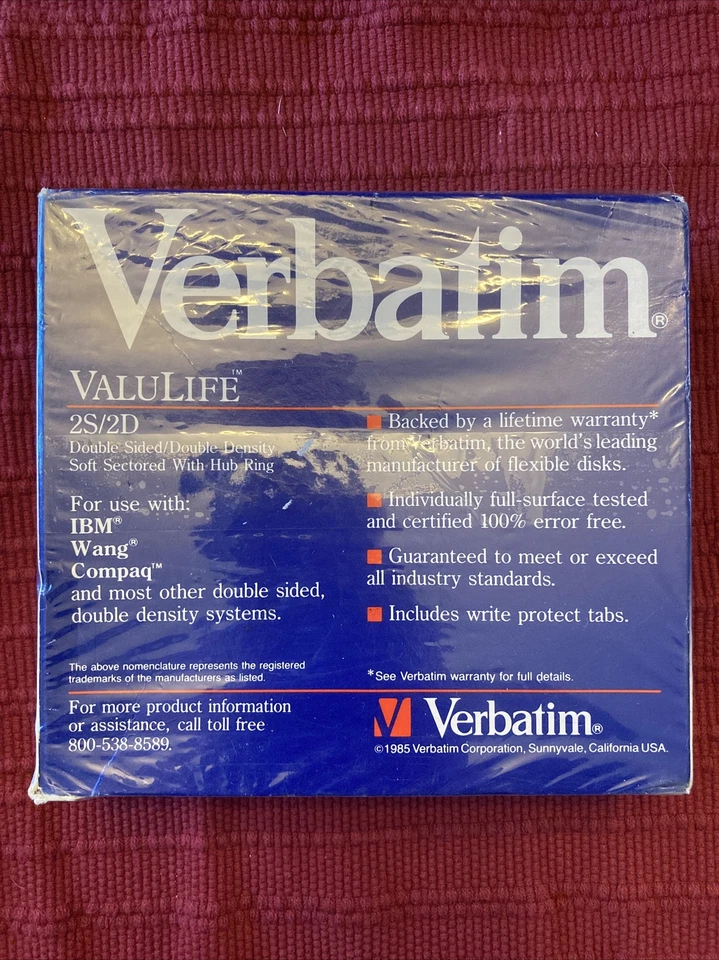 Verbatim®
VALULIFE™
2S/2D
Double Sided/Double Density
Soft Sectored With Hub Ring
For use with:
IBM®
Wang®
Compaq™
and most other double sided,
double density systems.
The above nomenclature represents the registered
trademarks of the manufacturers as listed.
For more product information
or assistance, call toll free
800-538-8589.
■ Backed by a lifetime warranty*
from Verbatim, the world's leading
manufacturer of flexible disks.
■ Individually full-surface tested
and certified 100% error free.
■ Guaranteed to meet or exceed
all industry standards.
■ Includes write protect tabs.
*See Verbatim warranty for full details.
Verbatim®
©1985 Verbatim Corporation, Sunnyvale, California USA.